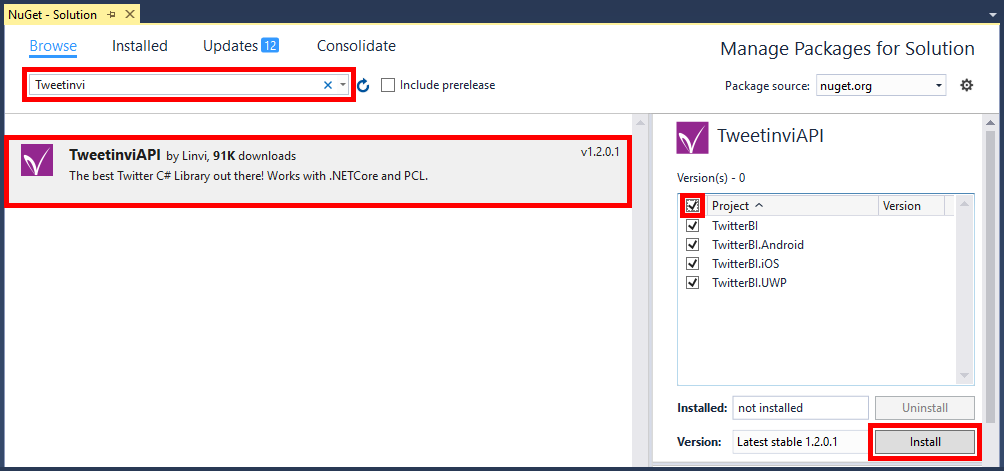 NuGet - Solution
Browse Installed Updates 12 Consolidate
Manage Packages for Solution
Tweetinvi
Include prerelease
Package source: nuget.org
TweetinviAPI by Linvi, 91K downloads v1.2.0.1
The best Twitter C# Library out there! Works with .NETCore and PCL.
TweetinviAPI
Version(s) - 0
Project Version
TwitterBI
TwitterBI.Android
TwitterBI.iOS
TwitterBI.UWP
Installed: not installed Uninstall
Version: Latest stable 1.2.0.1 Install